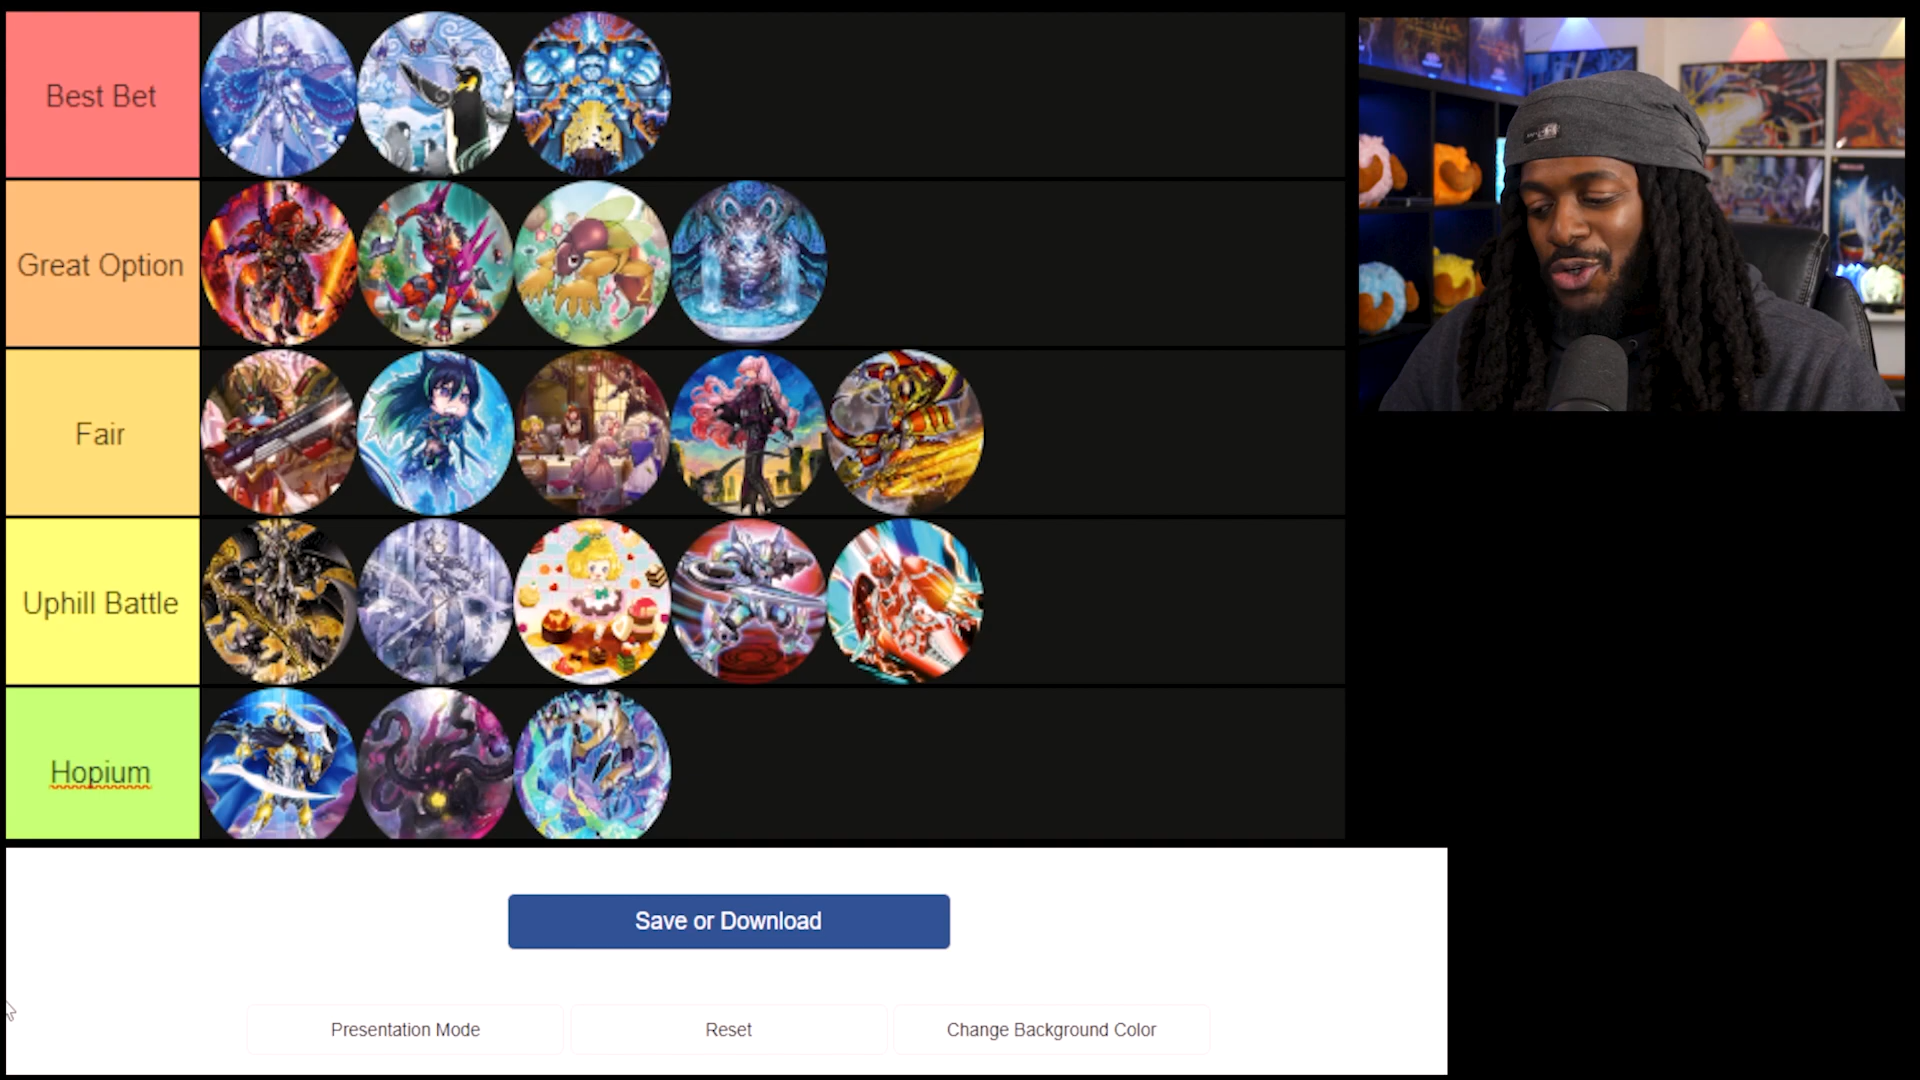 Best Bet
Great Option
Fair
Uphill Battle
Hopium
Save or Download
Presentation Mode
Reset
Change Background Color